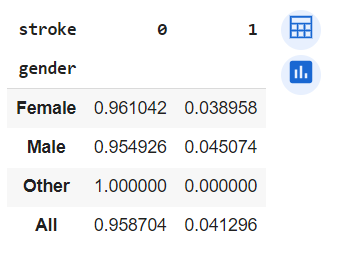 stroke 0 1
gender
Female 0.961042 0.038958
Male 0.954926 0.045074
Other 1.000000 0.000000
All 0.958704 0.041296